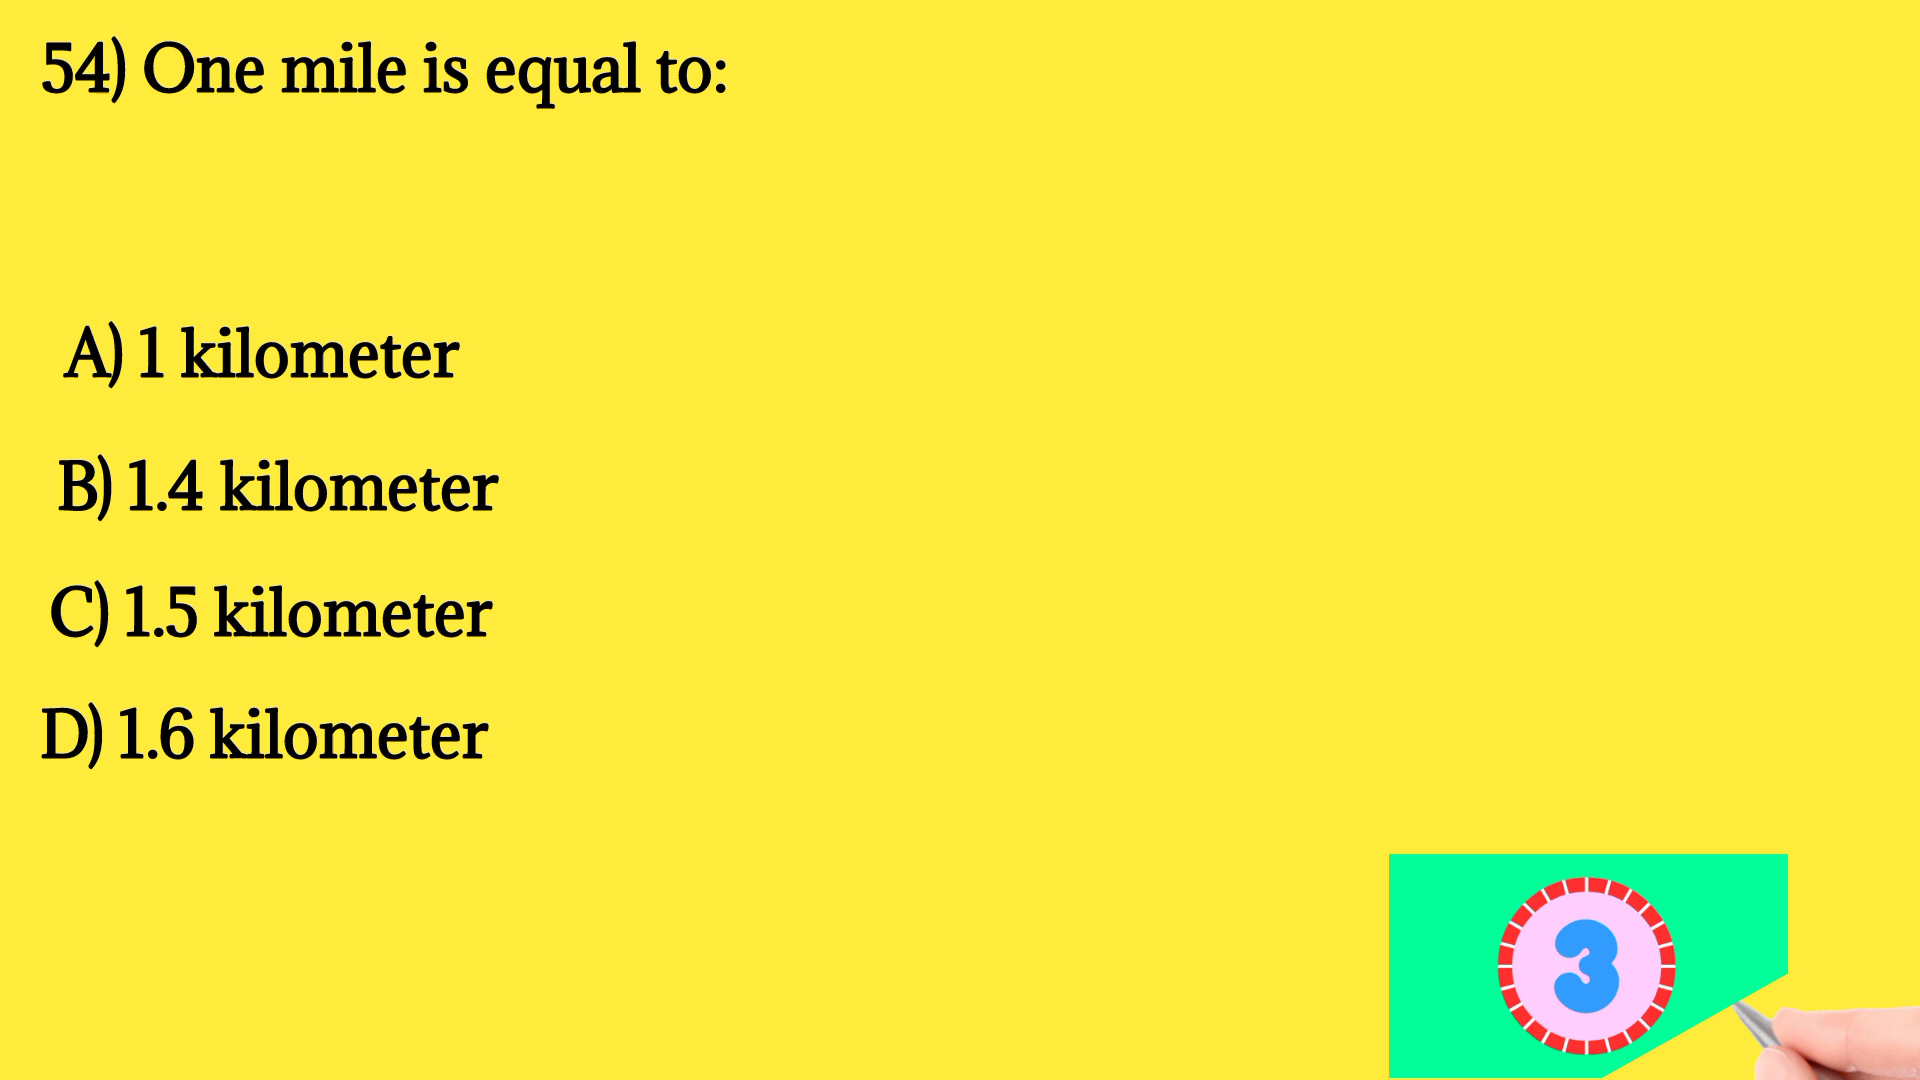 54) One mile is equal to:
A) 1 kilometer
B) 1.4 kilometer
C) 1.5 kilometer
D) 1.6 kilometer
3